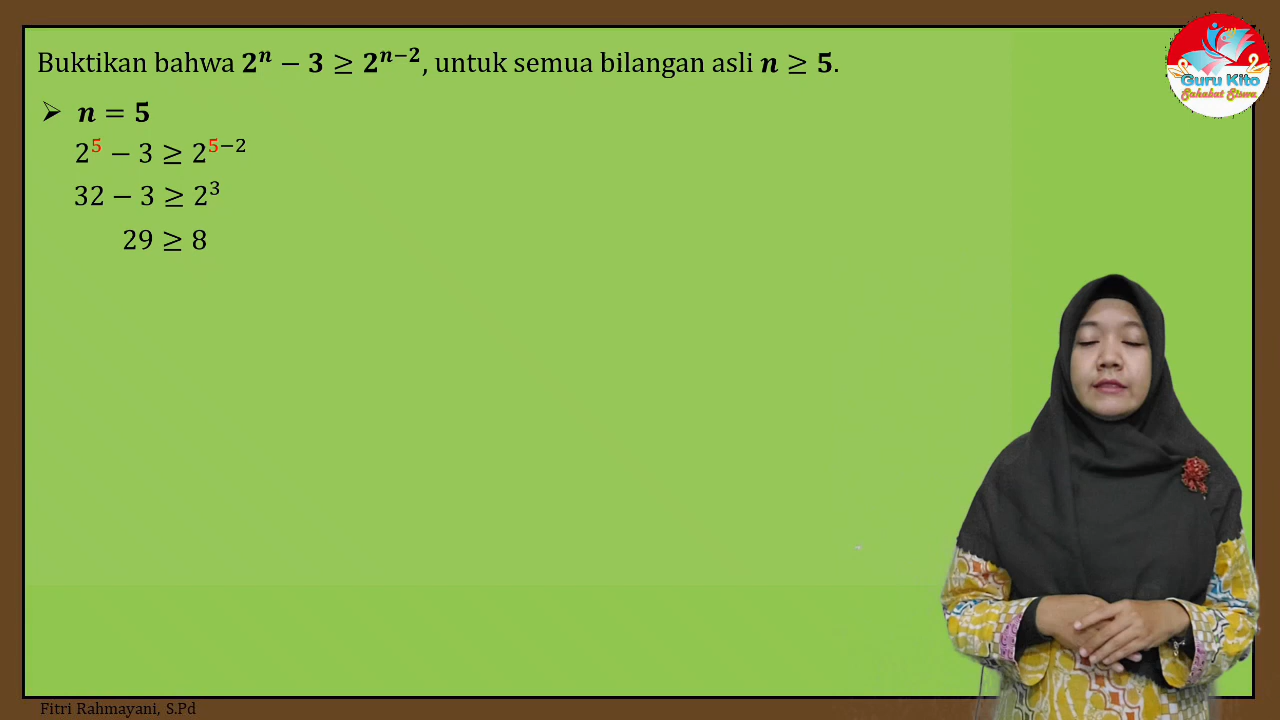 Buktikan bahwa 2ⁿ − 3 ≥ 2ⁿ⁻², untuk semua bilangan asli n ≥ 5.
➢ n = 5
2⁵ − 3 ≥ 2⁵⁻²
32 − 3 ≥ 2³
29 ≥ 8
Guru Kito
Sahabat Siswa
Fitri Rahmayani, S.Pd